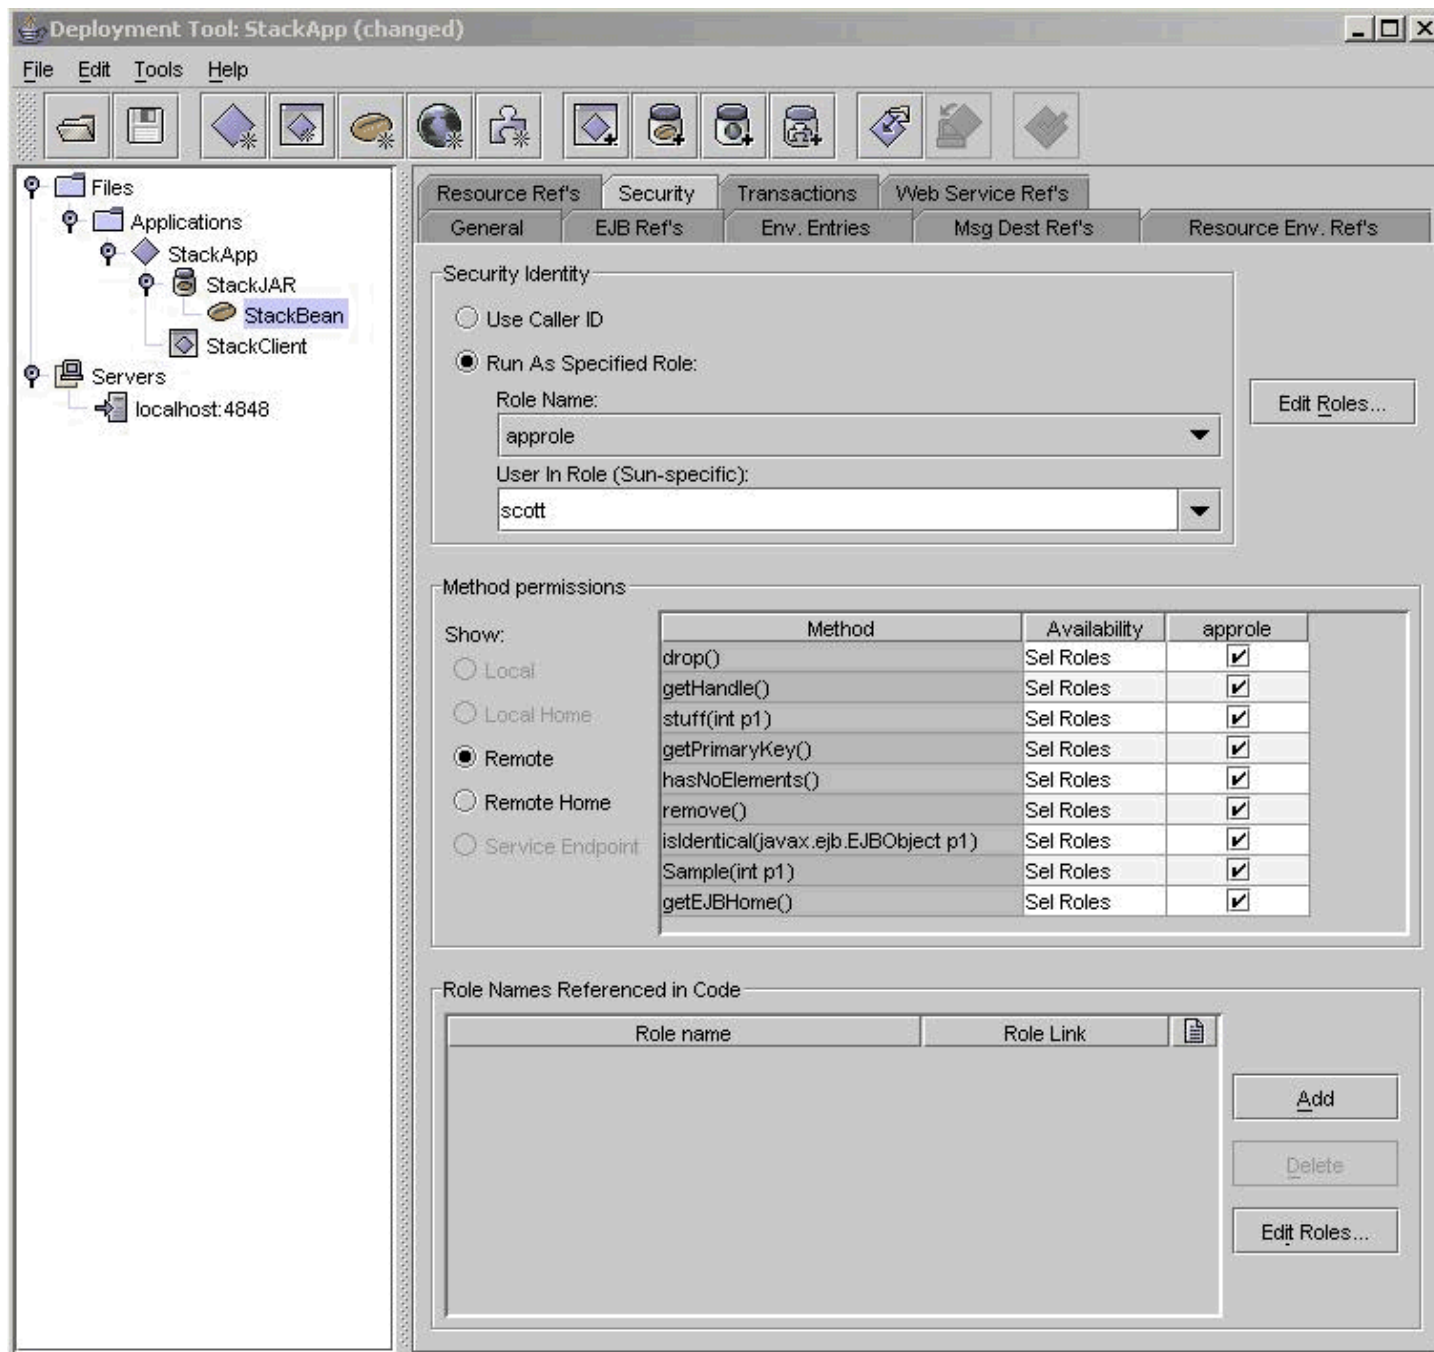 Deployment Tool: StackApp (changed)
File Edit Tools Help
Files
Applications
StackApp
StackJAR
StackBean
StackClient
Servers
localhost:4848
Resource Ref's Security Transactions Web Service Ref's
General EJB Ref's Env. Entries Msg Dest Ref's Resource Env. Ref's
Security Identity
Use Caller ID
Run As Specified Role:
Role Name:
approle
User In Role (Sun-specific):
scott
Edit Roles...
Method permissions
Show:
Local
Local Home
Remote
Remote Home
Service Endpoint
Method Availability approle
drop() Sel Roles
getHandle() Sel Roles
stuff(int p1) Sel Roles
getPrimaryKey() Sel Roles
hasNoElements() Sel Roles
remove() Sel Roles
isIdentical(javax.ejb.EJBObject p1) Sel Roles
Sample(int p1) Sel Roles
getEJBHome() Sel Roles
Role Names Referenced in Code
Role name Role Link
Add
Delete
Edit Roles...